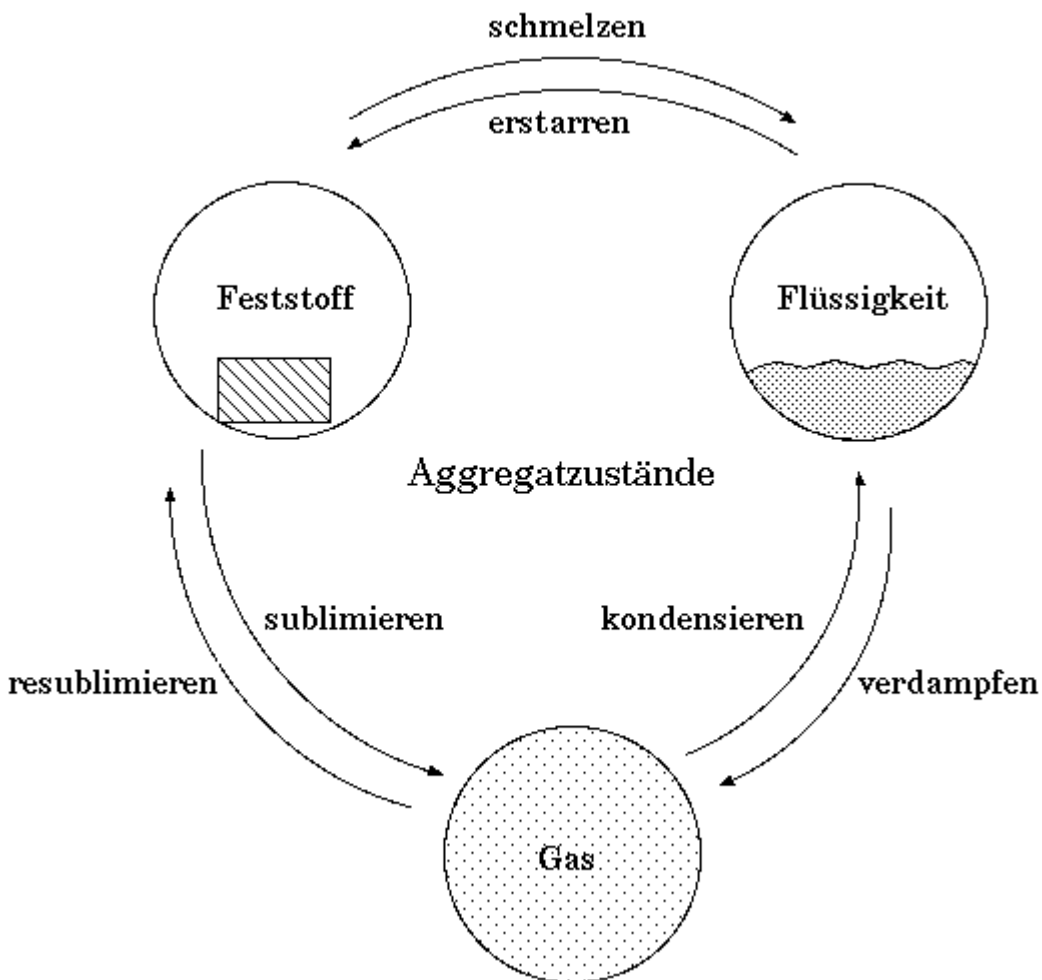 schmelzen
erstarren
Feststoff
Flüssigkeit
Aggregatzustände
sublimieren
kondensieren
resublimieren
verdampfen
Gas